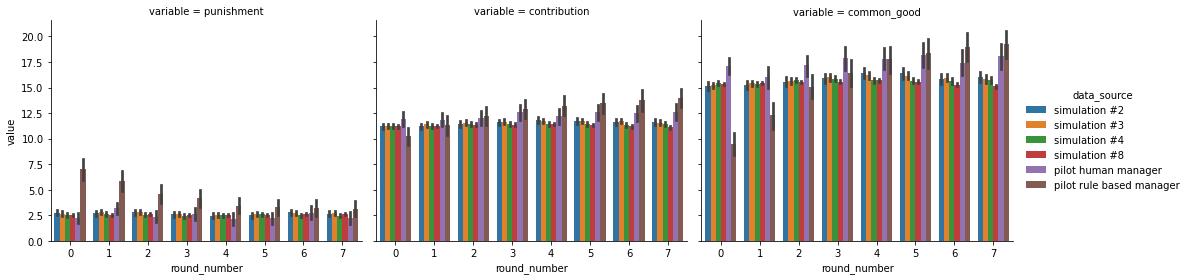 variable = punishment
variable = contribution
variable = common_good
value
20.0
17.5
15.0
12.5
10.0
7.5
5.0
2.5
0.0
0 1 2 3 4 5 6 7
0 1 2 3 4 5 6 7
0 1 2 3 4 5 6 7
round_number
round_number
round_number
data_source
simulation #2
simulation #3
simulation #4
simulation #8
pilot human manager
pilot rule based manager